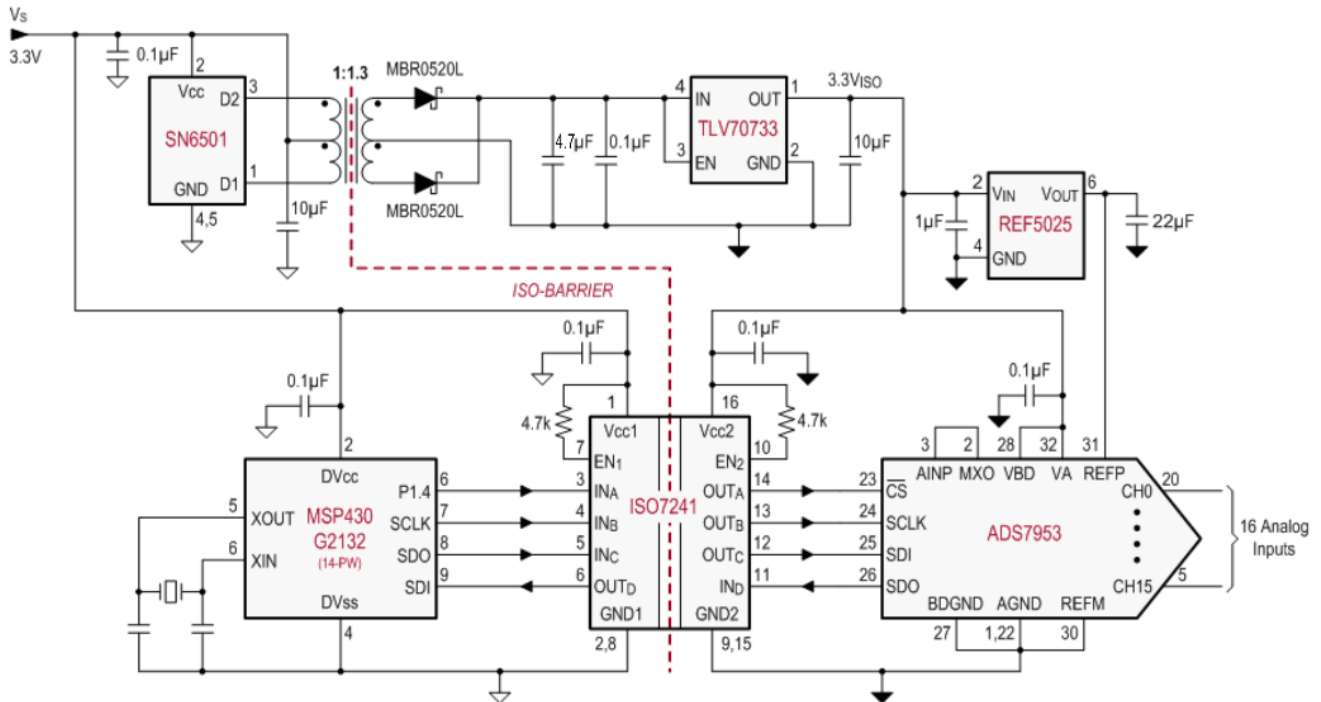 Vs
3.3V
0.1µF
2
Vcc
3
D2
SN6501
1
D1
GND
4,5
10µF
1:1.3
MBR0520L
MBR0520L
4.7µF
0.1µF
4
IN
OUT
1
TLV70733
3
EN
GND
2
3.3VISO
10µF
2
VIN
VOUT
6
REF5025
1µF
4
GND
22µF
ISO-BARRIER
0.1µF
0.1µF
0.1µF
0.1µF
4.7k
4.7k
1
Vcc1
7
EN1
3
INA
4
INB
5
INC
6
OUTD
GND1
2,8
ISO7241
16
Vcc2
10
EN2
14
OUTA
13
OUTB
12
OUTC
11
IND
GND2
9,15
2
DVcc
5
XOUT
6
XIN
MSP430
G2132
(14-PW)
P1.4
6
SCLK
7
SDO
8
SDI
9
DVss
4
3
2
28
32
31
AINP
MXO
VBD
VA
REFP
23
CS
24
SCLK
25
SDI
26
SDO
ADS7953
CH0
20
CH15
5
16 Analog
Inputs
BDGND
AGND
REFM
27
1,22
30